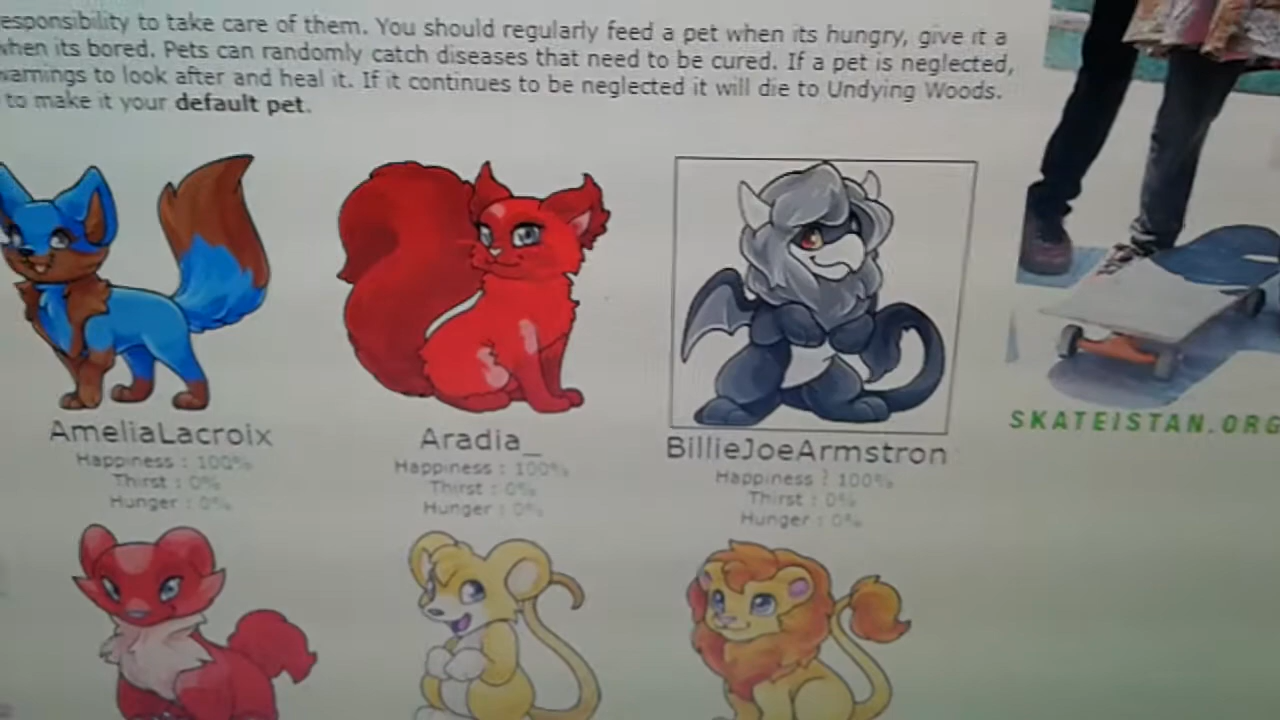 esponsibility to take care of them. You should regularly feed a pet when its hungry, give it a
when its bored. Pets can randomly catch diseases that need to be cured. If a pet is neglected,
warnings to look after and heal it. If it continues to be neglected it will die to Undying Woods.
to make it your default pet.
SKATEISTAN.ORG
AmeliaLacroix
Happiness : 100%
Thirst : 0%
Hunger : 0%
Aradia_
Happiness : 100%
Thirst : 0%
Hunger : 0%
BillieJoeArmstron
Happiness : 100%
Thirst : 0%
Hunger : 0%